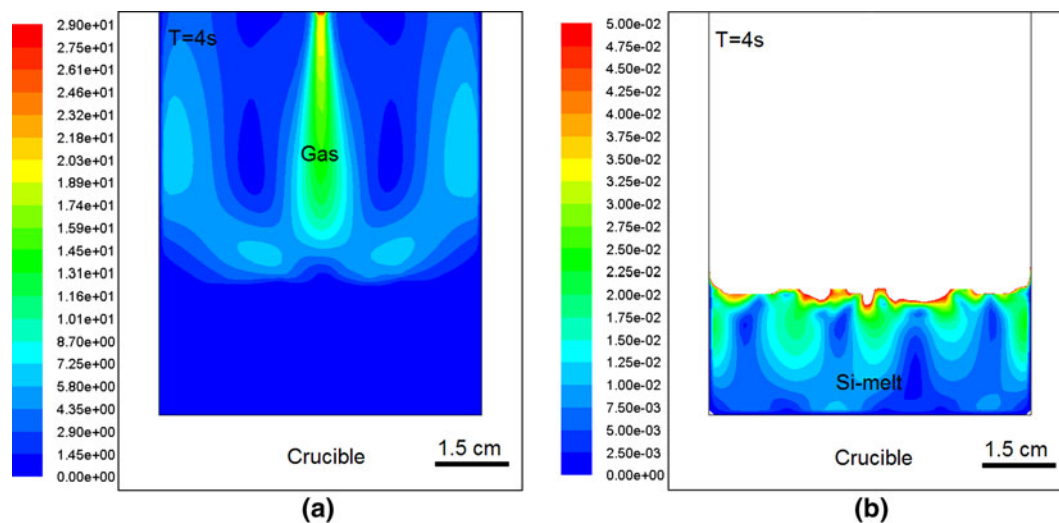 2.90e+01
2.75e+01
2.61e+01
2.46e+01
2.32e+01
2.18e+01
2.03e+01
1.89e+01
1.74e+01
1.59e+01
1.45e+01
1.31e+01
1.16e+01
1.01e+01
8.70e+00
7.25e+00
5.80e+00
4.35e+00
2.90e+00
1.45e+00
0.00e+00
T=4s
Gas
Crucible
1.5 cm
(a)
5.00e-02
4.75e-02
4.50e-02
4.25e-02
4.00e-02
3.75e-02
3.50e-02
3.25e-02
3.00e-02
2.75e-02
2.50e-02
2.25e-02
2.00e-02
1.75e-02
1.50e-02
1.25e-02
1.00e-02
7.50e-03
5.00e-03
2.50e-03
0.00e+00
T=4s
Si-melt
Crucible
1.5 cm
(b)